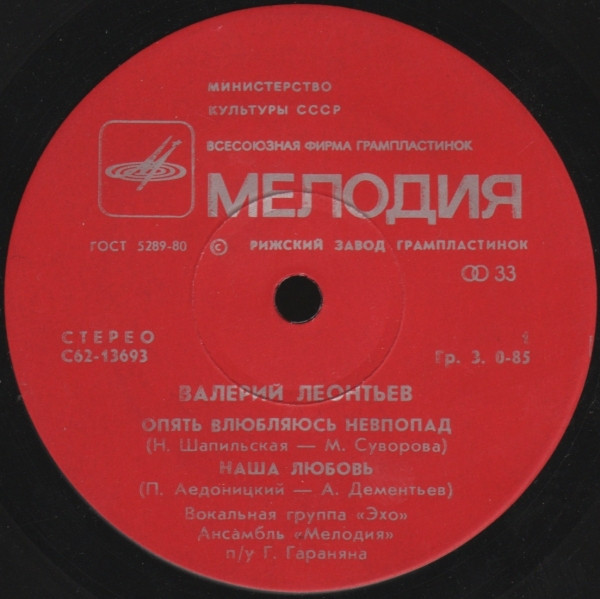 МИНИСТЕРСТВО
КУЛЬТУРЫ СССР
ВСЕСОЮЗНАЯ ФИРМА ГРАМПЛАСТИНОК
МЕЛОДИЯ
ГОСТ 5289-80 © РИЖСКИЙ ЗАВОД ГРАМПЛАСТИНОК
33
СТЕРЕО 1
С62-13693 Гр. 3. 0-85
ВАЛЕРИЙ ЛЕОНТЬЕВ
ОПЯТЬ ВЛЮБЛЯЮСЬ НЕВПОПАД
(Н. Шапильская — М. Суворова)
НАША ЛЮБОВЬ
(П. Аедоницкий — А. Дементьев)
Вокальная группа «Эхо»
Ансамбль «Мелодия»
п/у Г. Гараняна